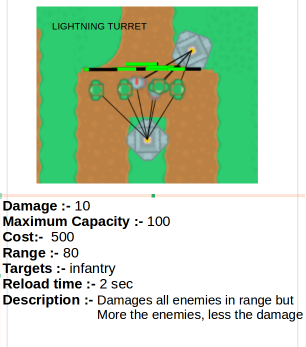 LIGHTNING TURRET
Damage :- 10
Maximum Capacity :- 100
Cost:- 500
Range :- 80
Targets :- infantry
Reload time :- 2 sec
Description :- Damages all enemies in range but
More the enemies, less the damage